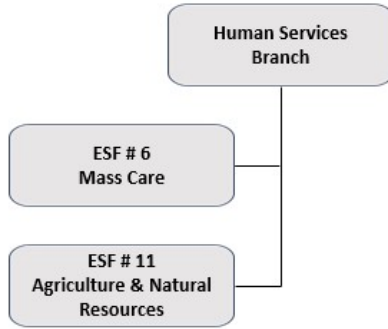 Human Services
Branch
ESF # 6
Mass Care
ESF # 11
Agriculture & Natural
Resources